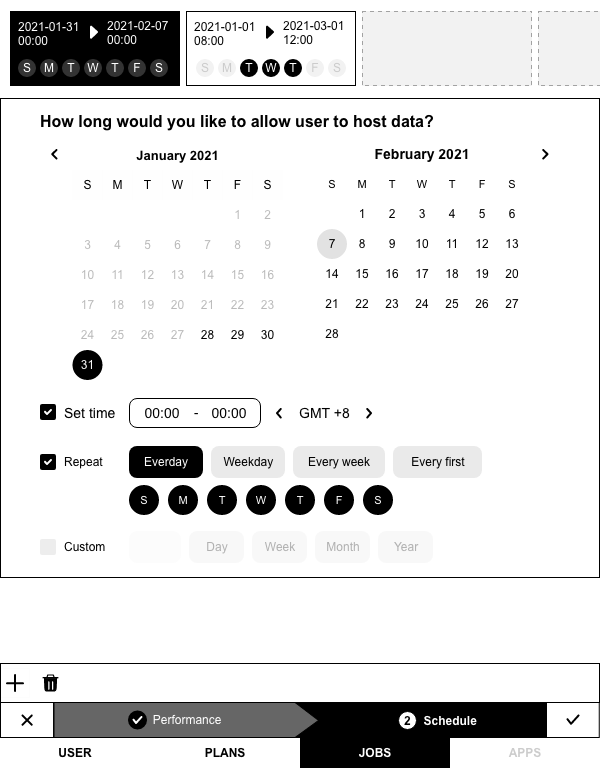 2021-01-31 2021-02-07
00:00 00:00
S M T W T F S
2021-01-01 2021-03-01
08:00 12:00
S M T W T F S
How long would you like to allow user to host data?
January 2021
S M T W T F S
1 2
3 4 5 6 7 8 9
10 11 12 13 14 15 16
17 18 19 20 21 22 23
24 25 26 27 28 29 30
31
February 2021
S M T W T F S
1 2 3 4 5 6
7 8 9 10 11 12 13
14 15 16 17 18 19 20
21 22 23 24 25 26 27
28
Set time 00:00 - 00:00 GMT +8
Repeat Everday Weekday Every week Every first
S M T W T F S
Custom Day Week Month Year
Performance 2 Schedule
USER PLANS JOBS APPS